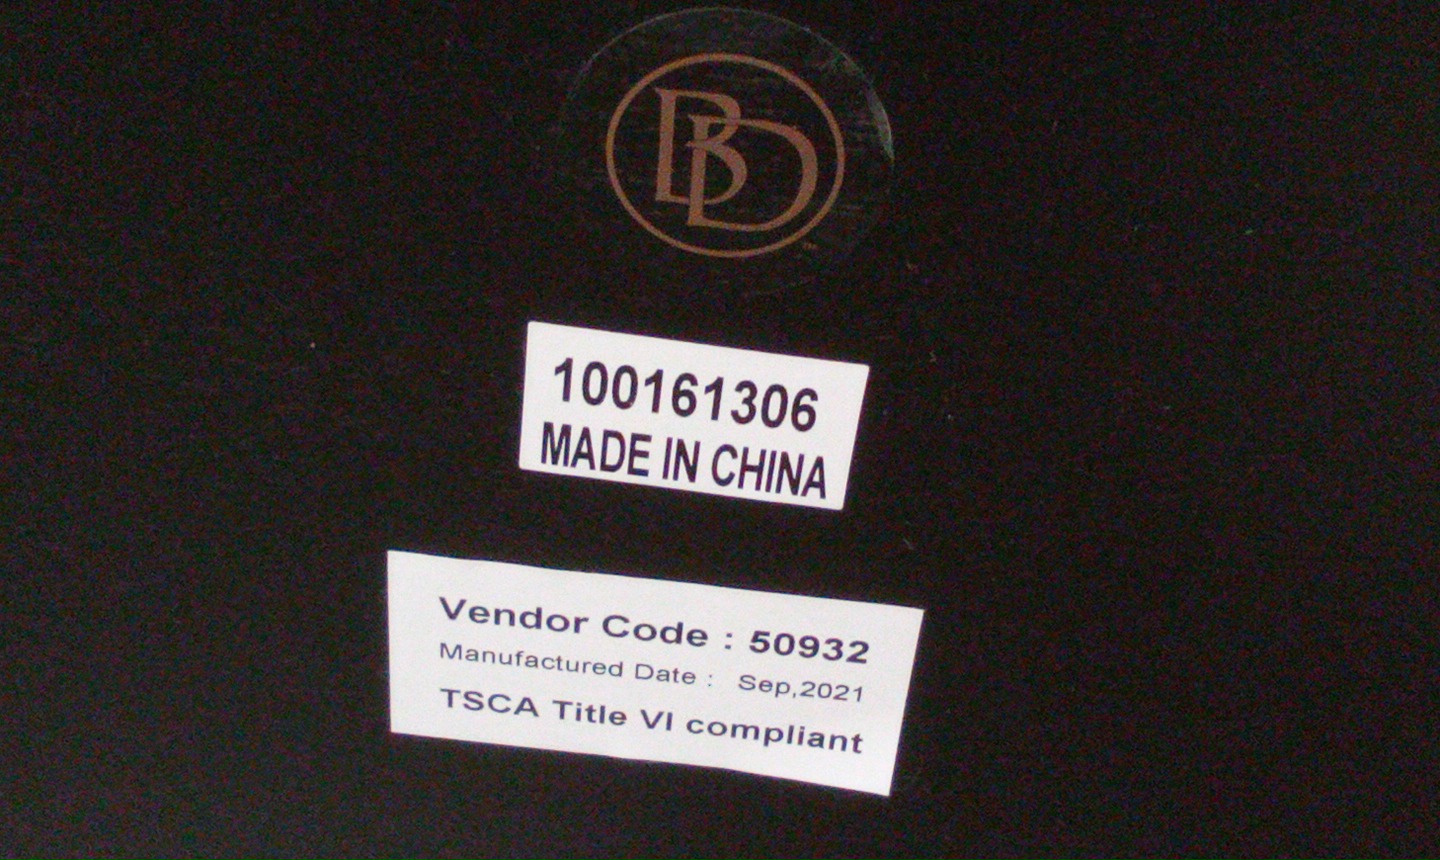 BD
100161306
MADE IN CHINA
Vendor Code : 50932
Manufactured Date : Sep,2021
TSCA Title VI compliant